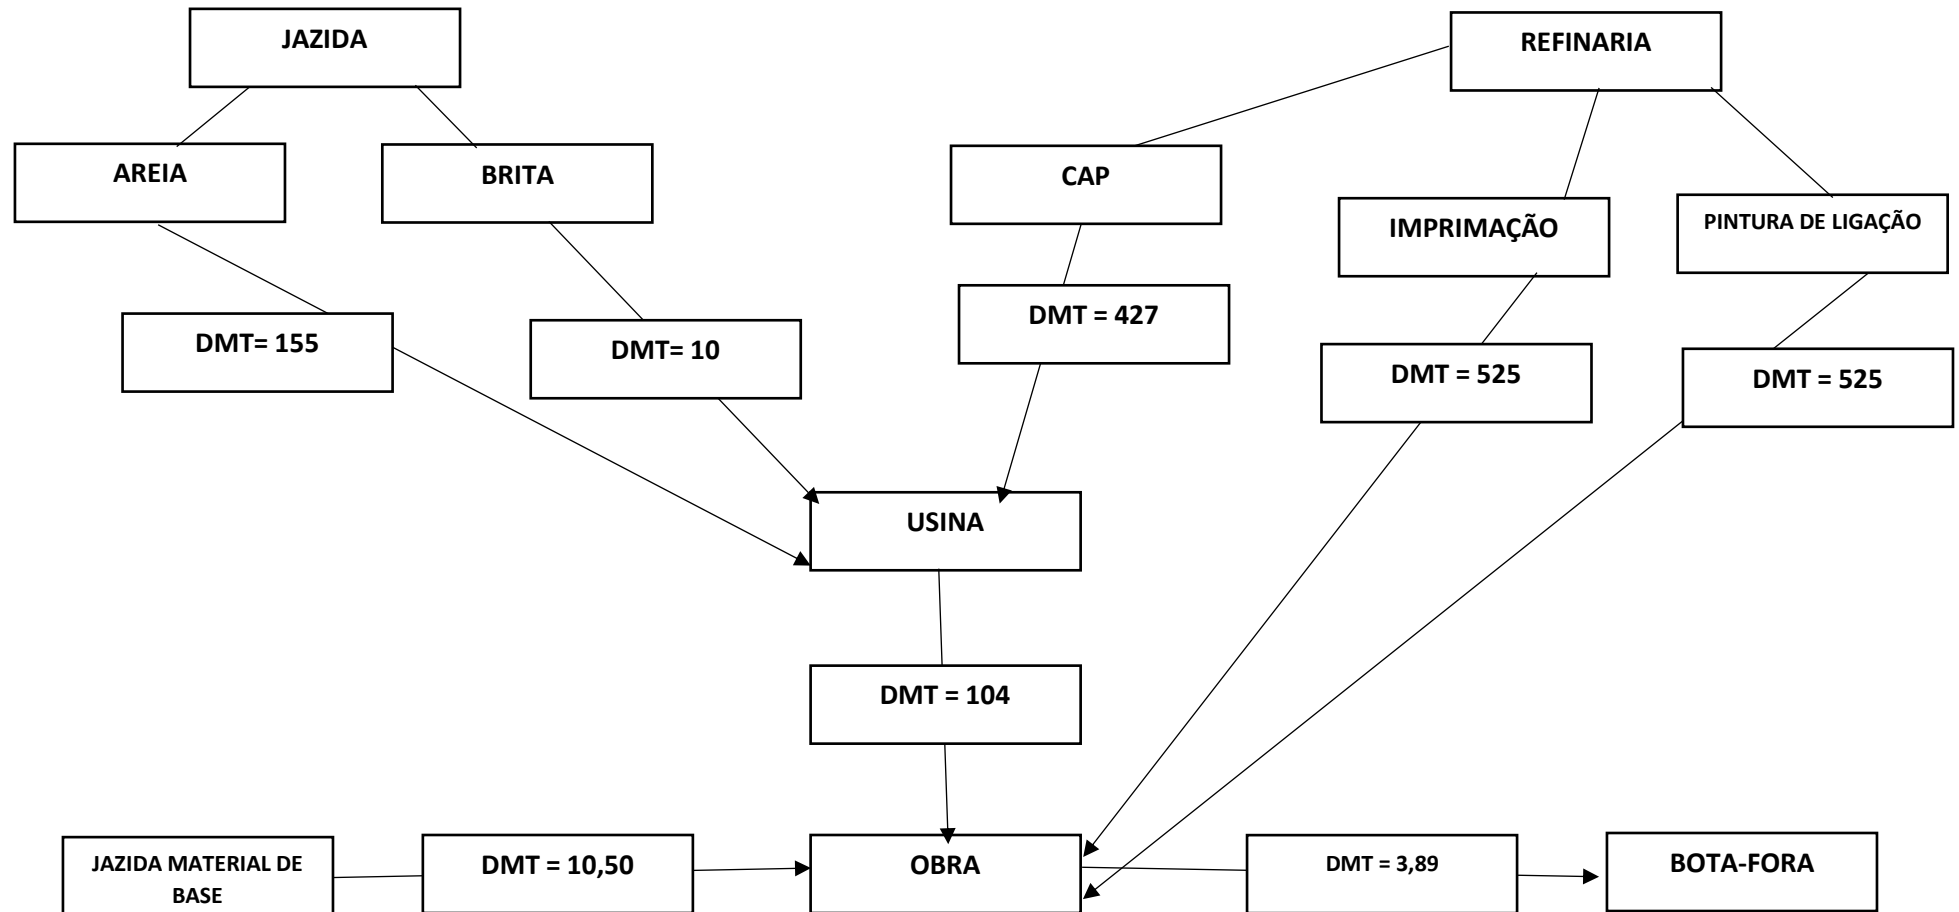 JAZIDA
REFINARIA
AREIA
BRITA
CAP
IMPRIMAÇÃO
PINTURA DE LIGAÇÃO
DMT= 155
DMT= 10
DMT = 427
DMT = 525
DMT = 525
USINA
DMT = 104
JAZIDA MATERIAL DE
BASE
DMT = 10,50
OBRA
DMT = 3,89
BOTA-FORA